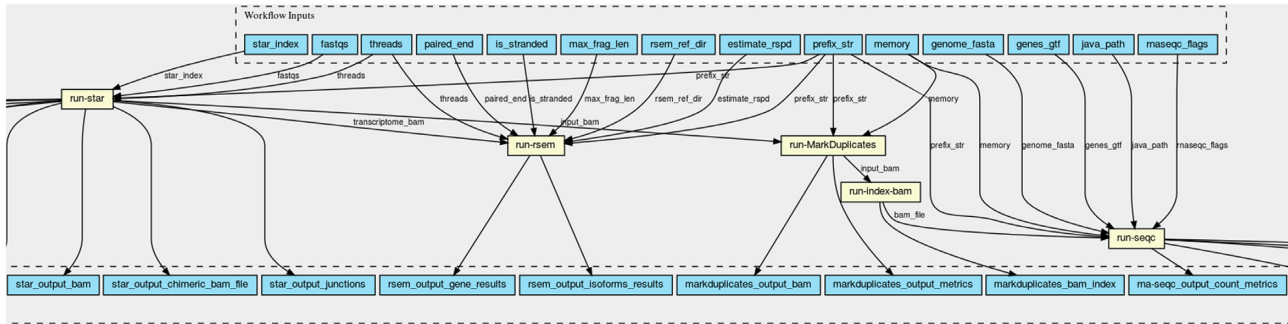 Workflow Inputs
star_index fastqs threads paired_end is_stranded max_frag_len rsem_ref_dir estimate_rspd prefix_str memory genome_fasta genes_gtf java_path rnaseqc_flags
star_index fastqs threads prefix_str
run-star threads paired_end is_stranded max_frag_len rsem_ref_dir estimate_rspd prefix_str prefix_str memory
transcriptome_bam input_bam
run-rsem run-MarkDuplicates prefix_str memory genome_fasta genes_gtf java_path rnaseqc_flags
input_bam
run-index-bam
bam_file
run-seqc
star_output_bam star_output_chimeric_bam_file star_output_junctions rsem_output_gene_results rsem_output_isoforms_results markduplicates_output_bam markduplicates_output_metrics markduplicates_bam_index rna-seqc_output_count_metrics